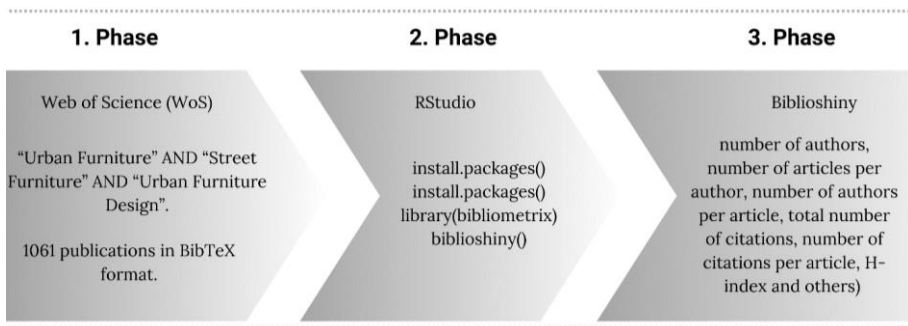 1. Phase
2. Phase
3. Phase
Web of Science (WoS)
“Urban Furniture” AND “Street
Furniture” AND “Urban Furniture
Design”.
1061 publications in BibTeX
format.
RStudio
install.packages()
install.packages()
library(bibliometrix)
biblioshiny()
Biblioshiny
number of authors,
number of articles per
author, number of authors
per article, total number
of citations, number of
citations per article, H-
index and others)